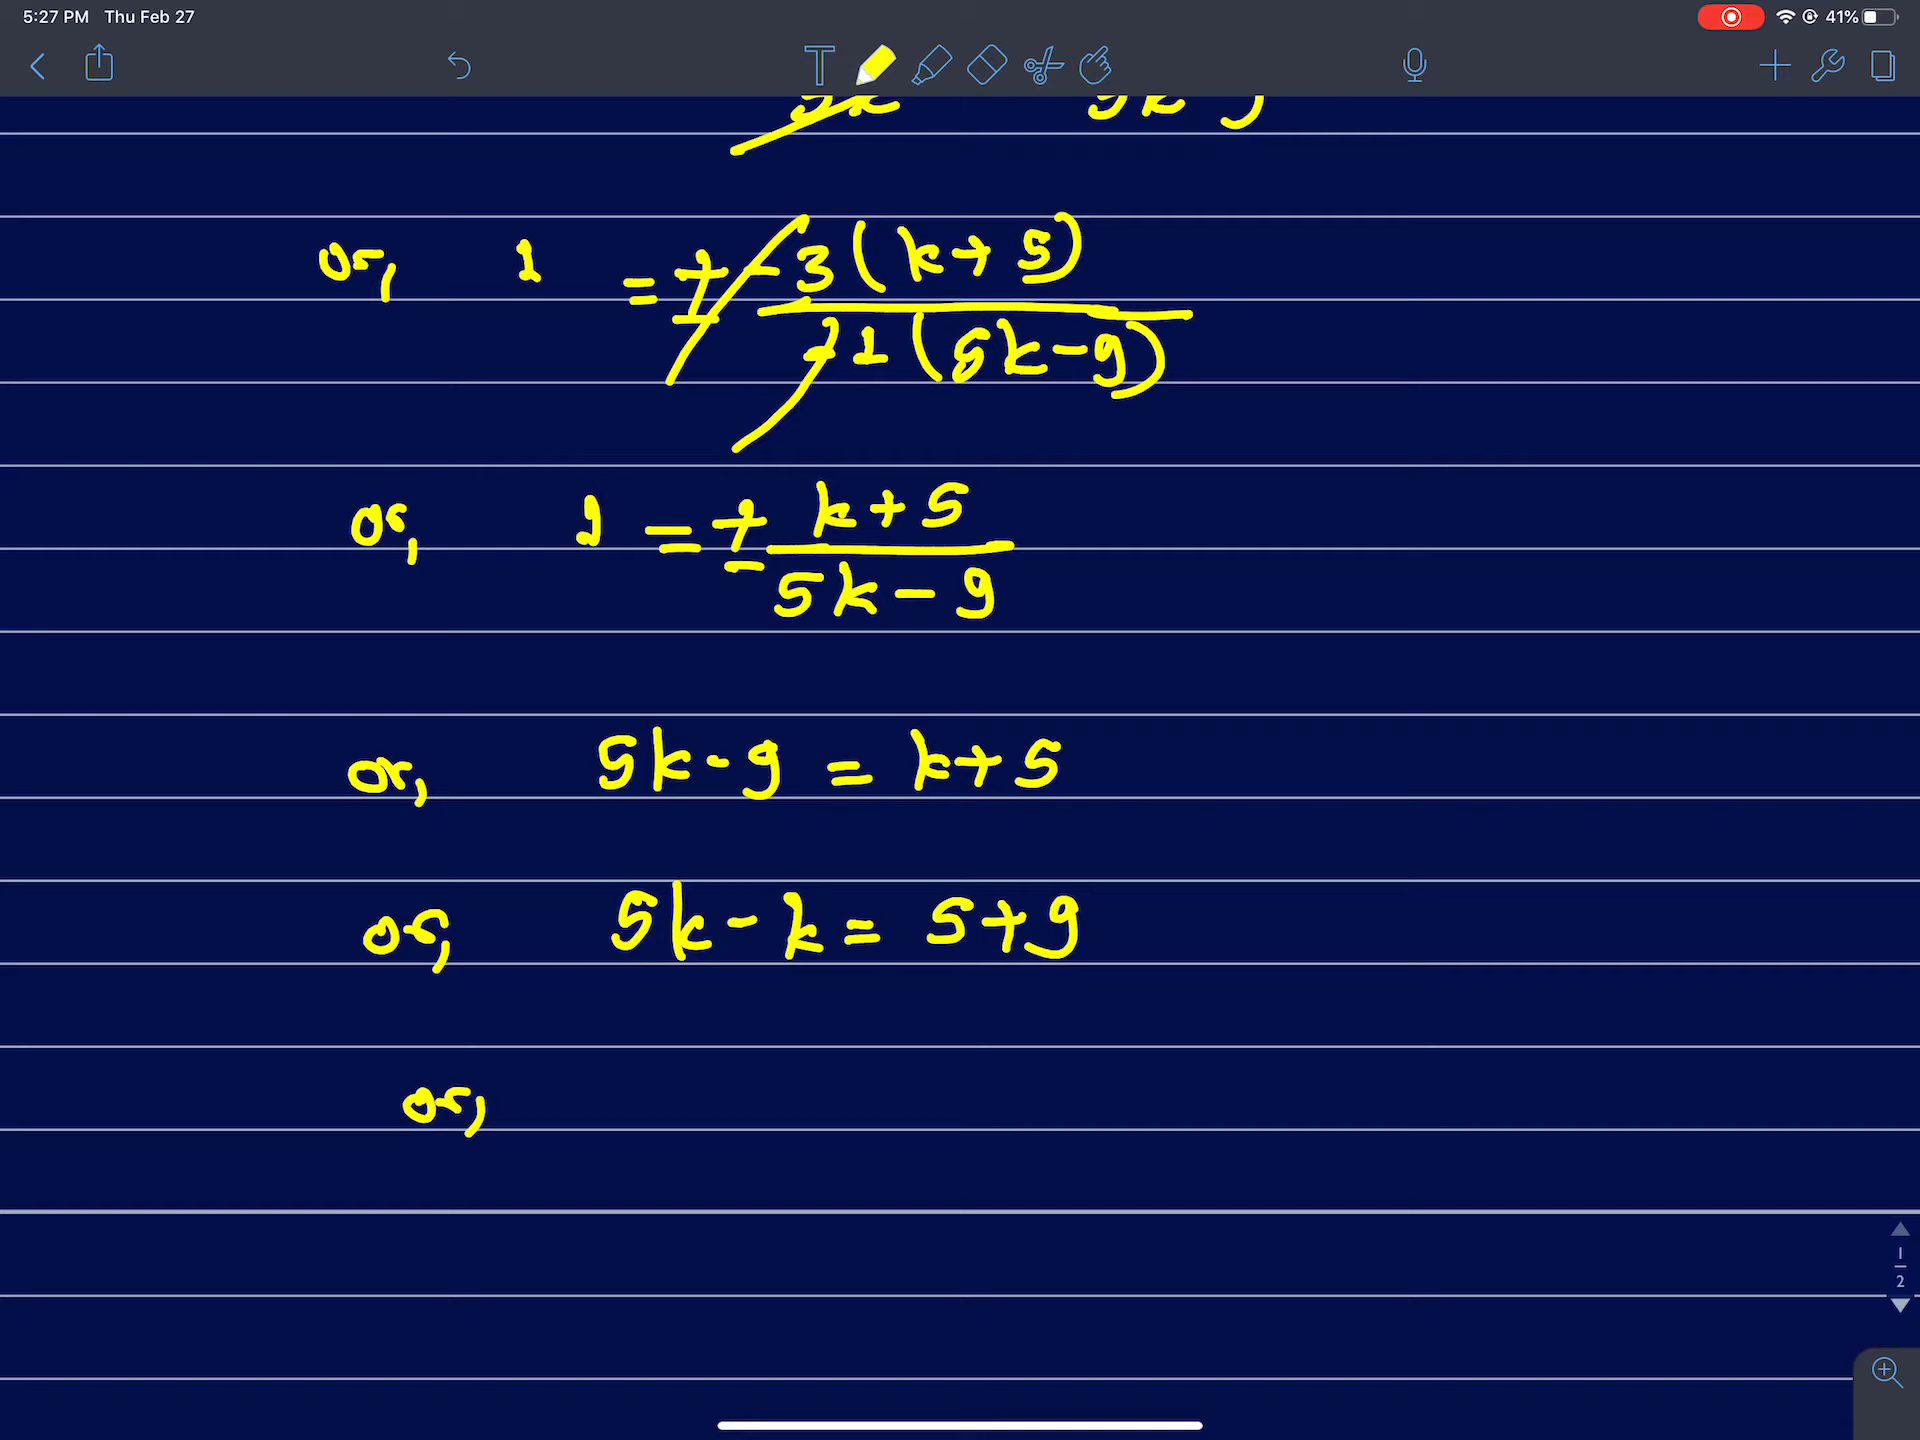 5:27 PM Thu Feb 27 41%
or, 1 = ± -3(k+5) / -1(5k-9)
or, 1 = ± k+5 / 5k-9
or, 5k-9 = k+5
or, 5k-k = 5+9
or,
1
2